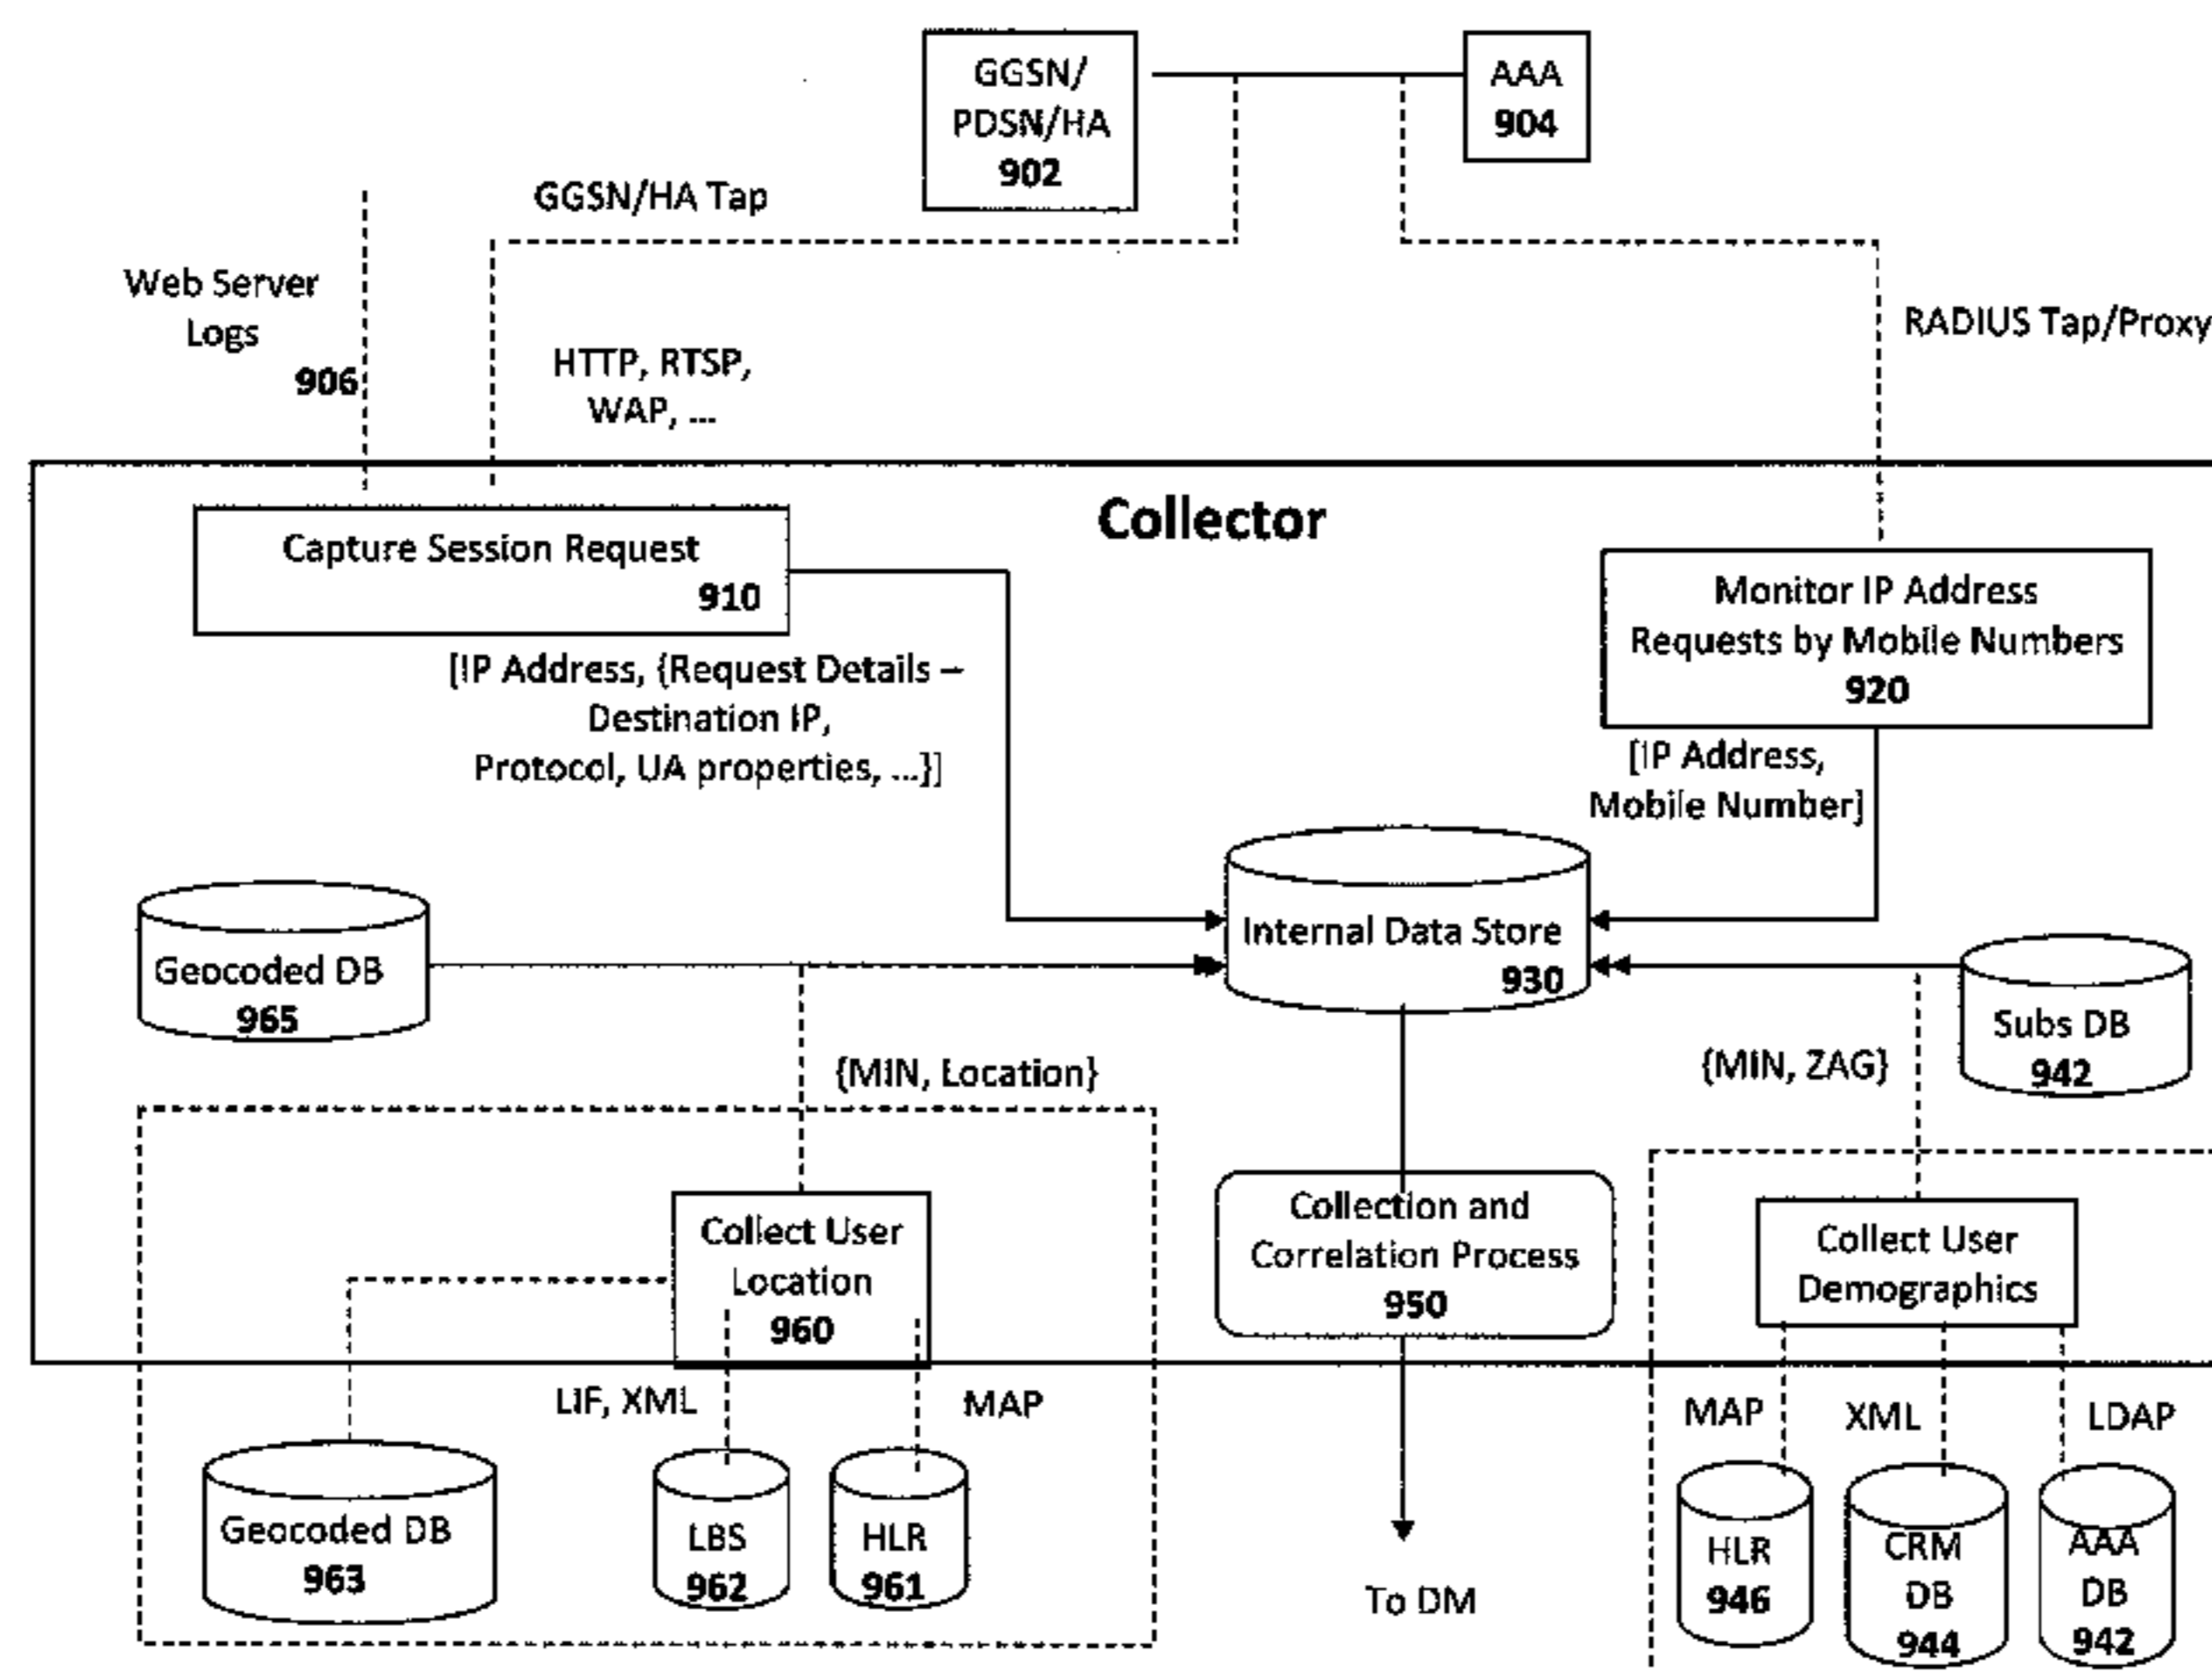 GGSN/
PDSN/HA
902
AAA
904
GGSN/HA Tap
Web Server
Logs
906
HTTP, RTSP,
WAP, ...
RADIUS Tap/Proxy
Collector
Capture Session Request
910
Monitor IP Address
Requests by Mobile Numbers
920
[IP Address, {Request Details –
Destination IP,
Protocol, UA properties, ...}]
[IP Address,
Mobile Number]
Internal Data Store
930
Geocoded DB
965
Subs DB
942
{MIN, Location}
{MIN, ZAG}
Collect User
Location
960
Collection and
Correlation Process
950
Collect User
Demographics
LIF, XML
MAP
MAP
XML
LDAP
Geocoded DB
963
LBS
962
HLR
961
To DM
HLR
946
CRM
DB
944
AAA
DB
942